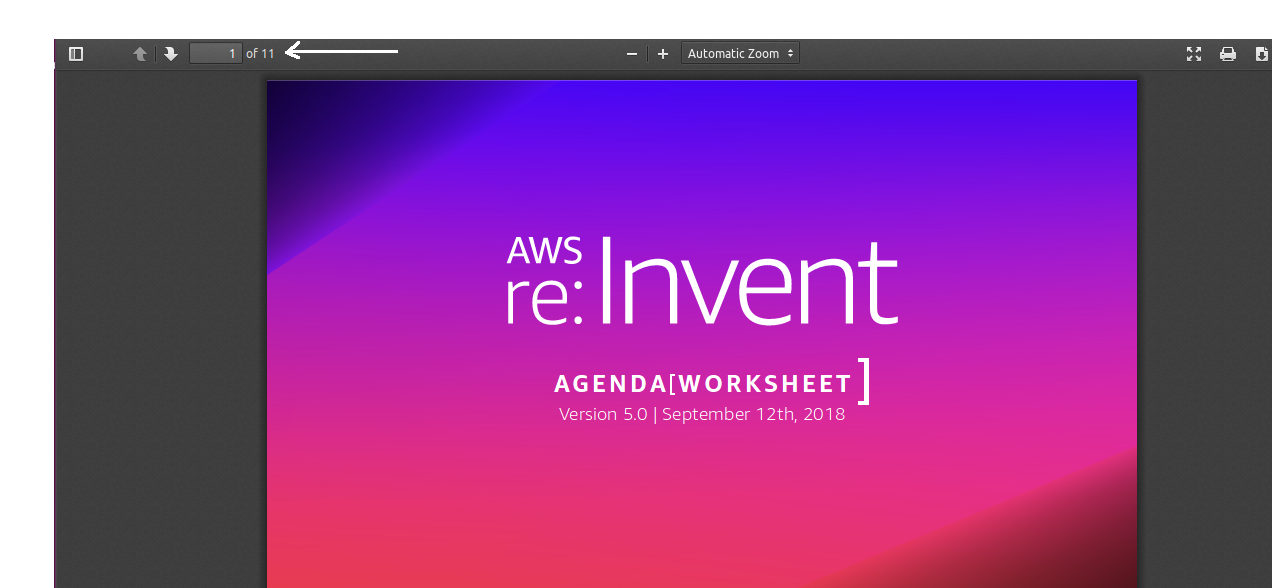 1 of 11
Automatic Zoom
AWS
re:Invent
AGENDA[WORKSHEET]
Version 5.0 | September 12th, 2018